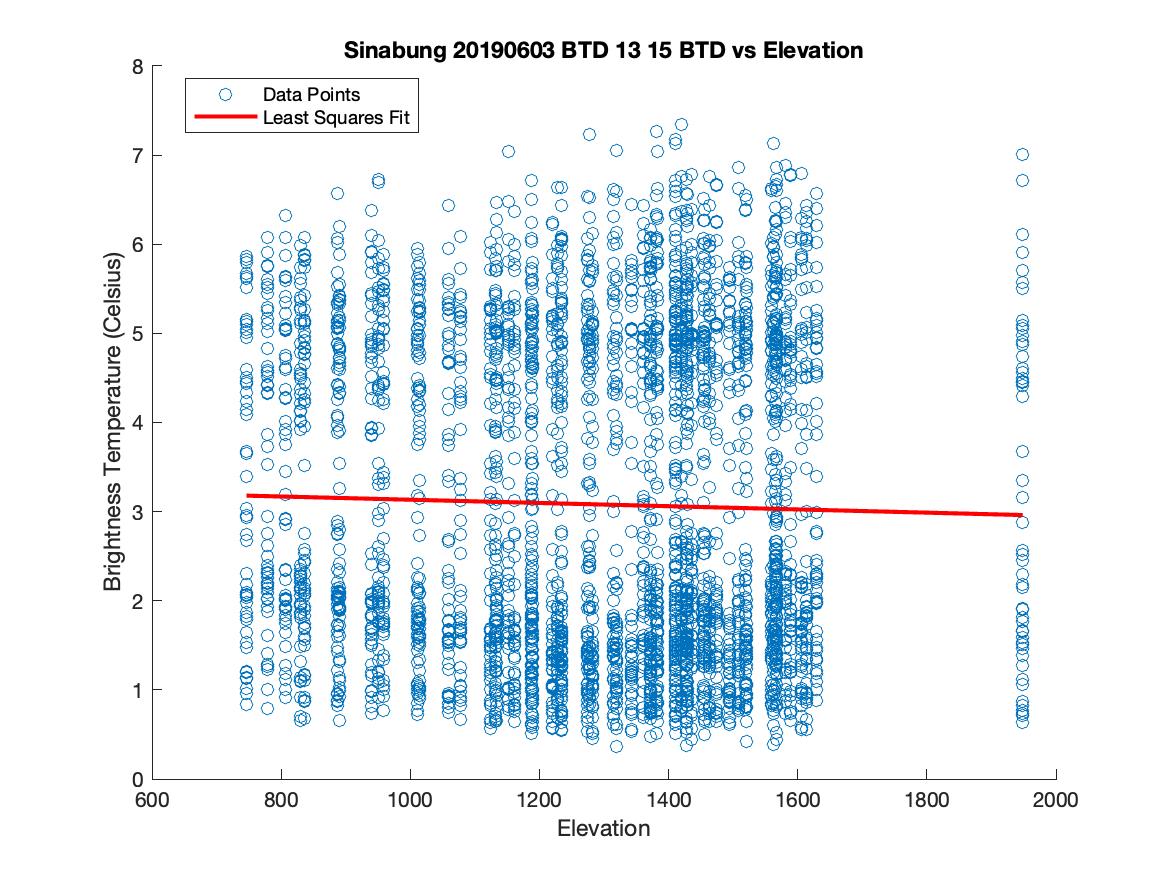 Sinabung 20190603 BTD 13 15 BTD vs Elevation
Data Points
Least Squares Fit
Brightness Temperature (Celsius)
8
7
6
5
4
3
2
1
0
600 800 1000 1200 1400 1600 1800 2000
Elevation